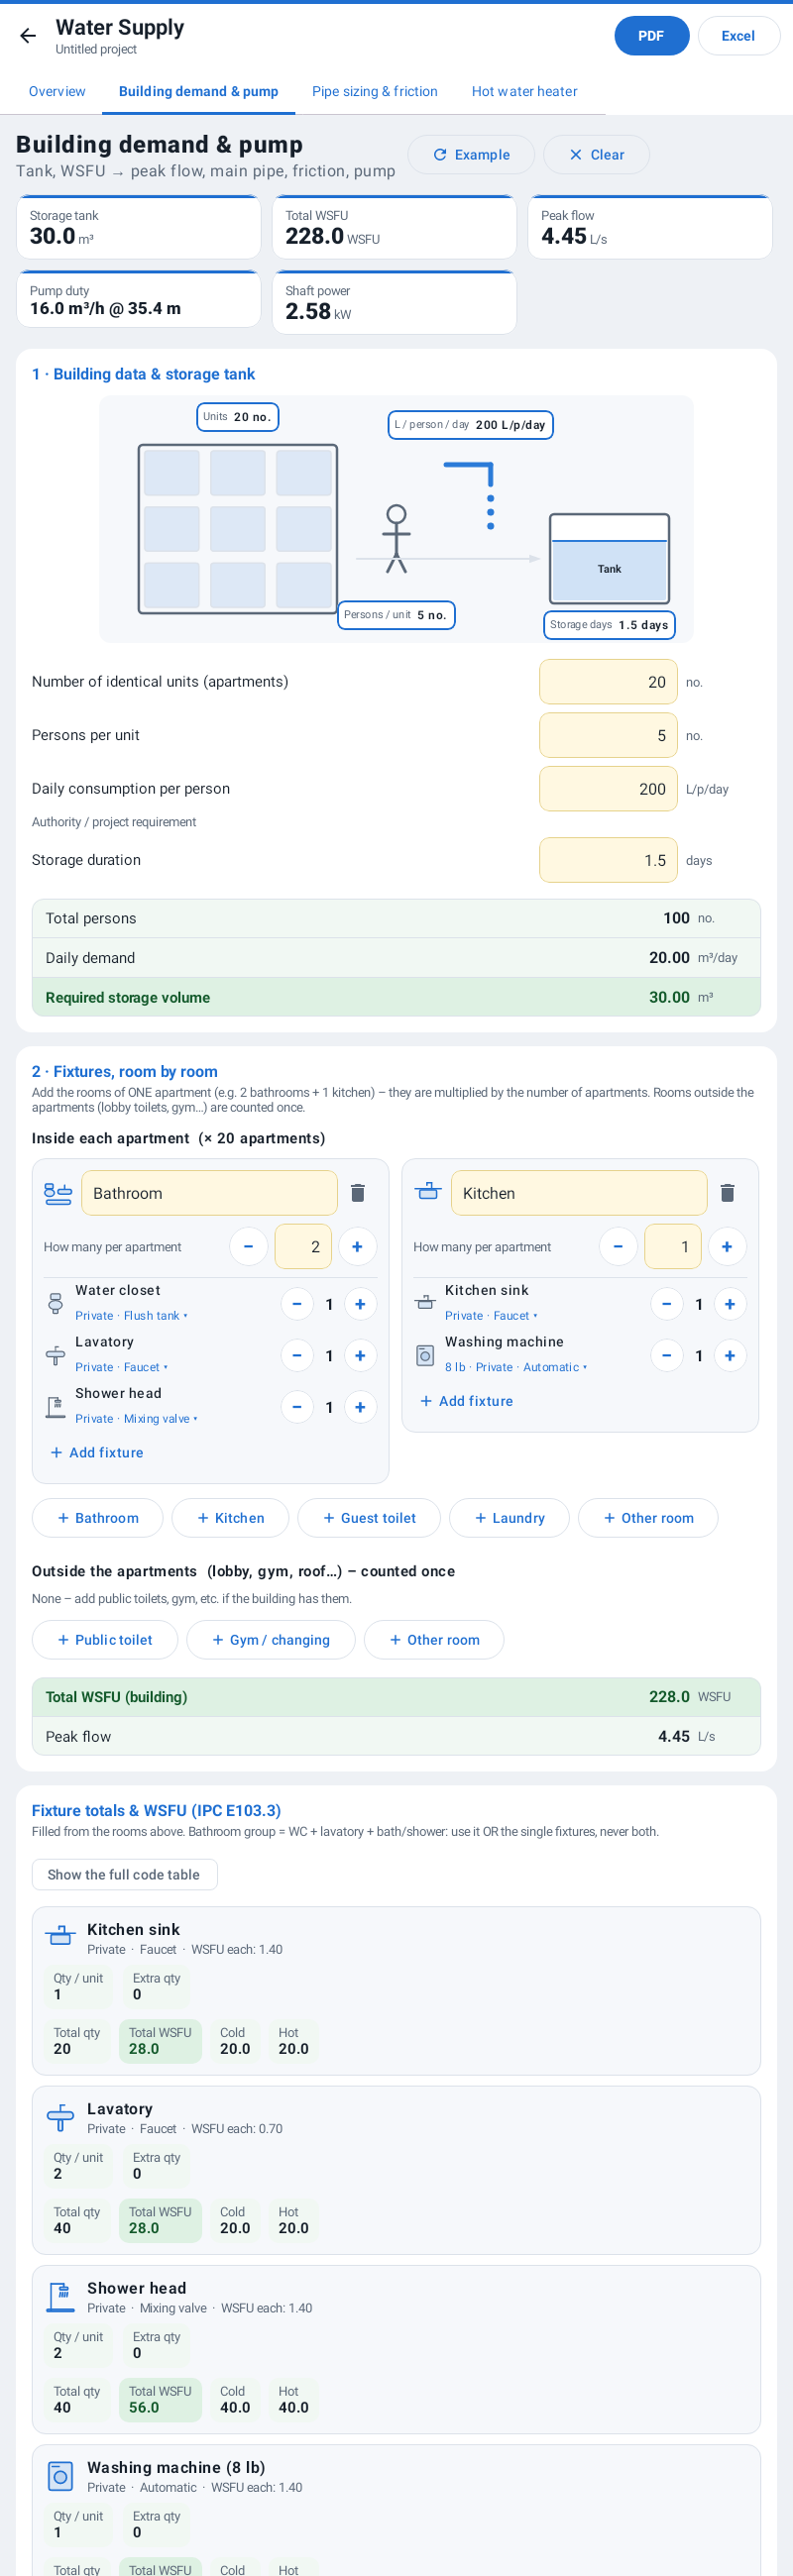 Water Supply
Untitled project
PDF
Excel
Overview
Building demand & pump
Pipe sizing & friction
Hot water heater
Building demand & pump
Tank, WSFU → peak flow, main pipe, friction, pump
Example
Clear
Storage tank
30.0 m³
Total WSFU
228.0 WSFU
Peak flow
4.45 L/s
Pump duty
16.0 m³/h @ 35.4 m
Shaft power
2.58 kW
1 · Building data & storage tank
Units 20 no.
L / person / day 200 L/p/day
Tank
Persons / unit 5 no.
Storage days 1.5 days
Number of identical units (apartments) 20 no.
Persons per unit 5 no.
Daily consumption per person 200 L/p/day
Authority / project requirement
Storage duration 1.5 days
Total persons 100 no.
Daily demand 20.00 m³/day
Required storage volume 30.00 m³
2 · Fixtures, room by room
Add the rooms of ONE apartment (e.g. 2 bathrooms + 1 kitchen) – they are multiplied by the number of apartments. Rooms outside the
apartments (lobby toilets, gym…) are counted once.
Inside each apartment (× 20 apartments)
Bathroom
How many per apartment − 2 +
Water closet
Private · Flush tank ▾
− 1 +
Lavatory
Private · Faucet ▾
− 1 +
Shower head
Private · Mixing valve ▾
− 1 +
+ Add fixture
Kitchen
How many per apartment − 1 +
Kitchen sink
Private · Faucet ▾
− 1 +
Washing machine
8 lb · Private · Automatic ▾
− 1 +
+ Add fixture
+ Bathroom
+ Kitchen
+ Guest toilet
+ Laundry
+ Other room
Outside the apartments (lobby, gym, roof…) – counted once
None – add public toilets, gym, etc. if the building has them.
+ Public toilet
+ Gym / changing
+ Other room
Total WSFU (building) 228.0 WSFU
Peak flow 4.45 L/s
Fixture totals & WSFU (IPC E103.3)
Filled from the rooms above. Bathroom group = WC + lavatory + bath/shower: use it OR the single fixtures, never both.
Show the full code table
Kitchen sink
Private · Faucet · WSFU each: 1.40
Qty / unit Extra qty
1 0
Total qty Total WSFU Cold Hot
20 28.0 20.0 20.0
Lavatory
Private · Faucet · WSFU each: 0.70
Qty / unit Extra qty
2 0
Total qty Total WSFU Cold Hot
40 28.0 20.0 20.0
Shower head
Private · Mixing valve · WSFU each: 1.40
Qty / unit Extra qty
2 0
Total qty Total WSFU Cold Hot
40 56.0 40.0 40.0
Washing machine (8 lb)
Private · Automatic · WSFU each: 1.40
Qty / unit Extra qty
1 0
Total qty Total WSFU Cold Hot